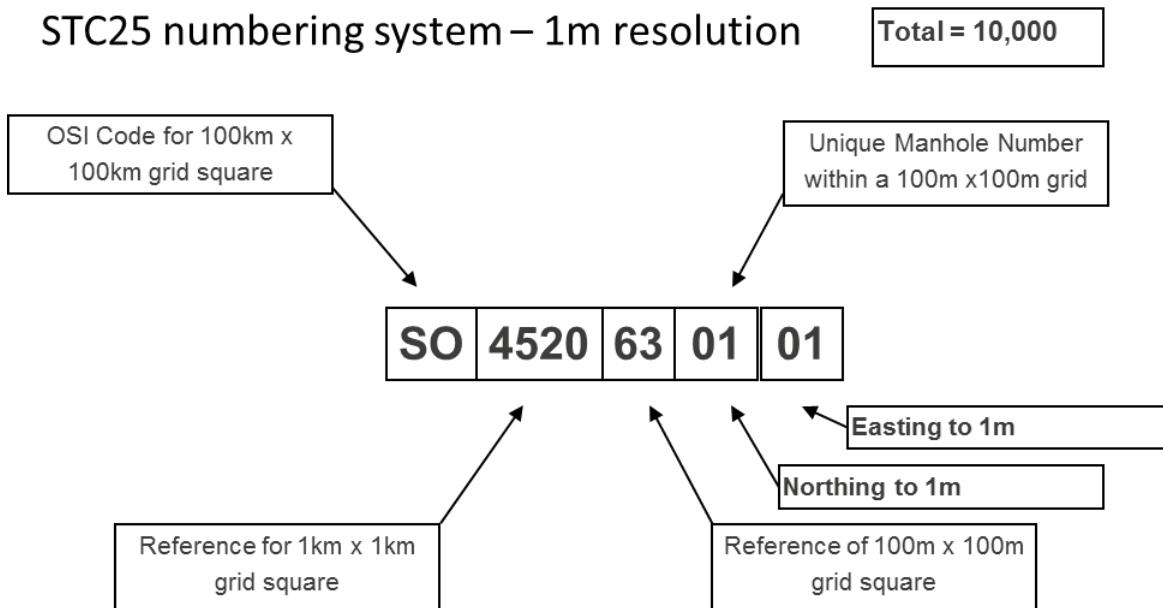 STC25 numbering system – 1m resolution
Total = 10,000
OSI Code for 100km x
100km grid square
Unique Manhole Number
within a 100m x100m grid
SO 4520 63 01 01
Easting to 1m
Northing to 1m
Reference for 1km x 1km
grid square
Reference of 100m x 100m
grid square